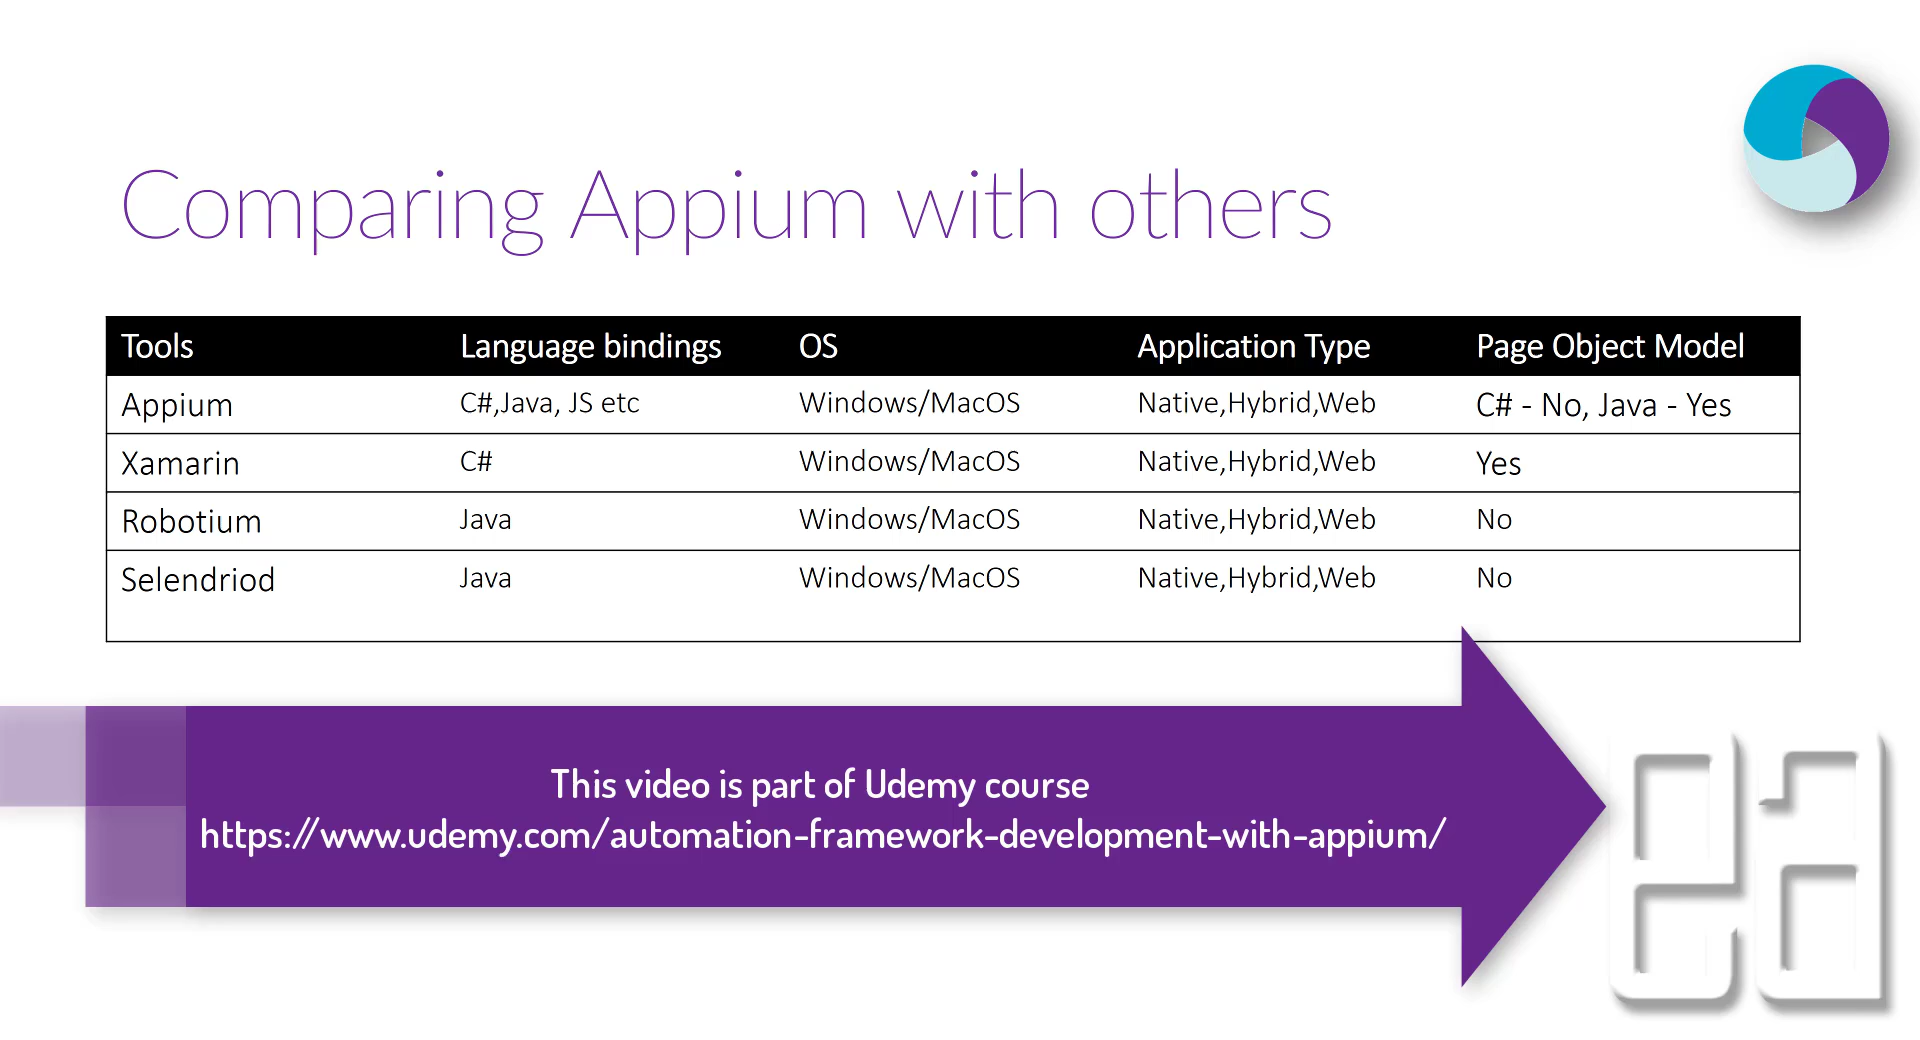 Comparing Appium with others
Tools Language bindings OS Application Type Page Object Model
Appium C#,Java, JS etc Windows/MacOS Native,Hybrid,Web C# - No, Java - Yes
Xamarin C# Windows/MacOS Native,Hybrid,Web Yes
Robotium Java Windows/MacOS Native,Hybrid,Web No
Selendriod Java Windows/MacOS Native,Hybrid,Web No
This video is part of Udemy course
https://www.udemy.com/automation-framework-development-with-appium/
ea